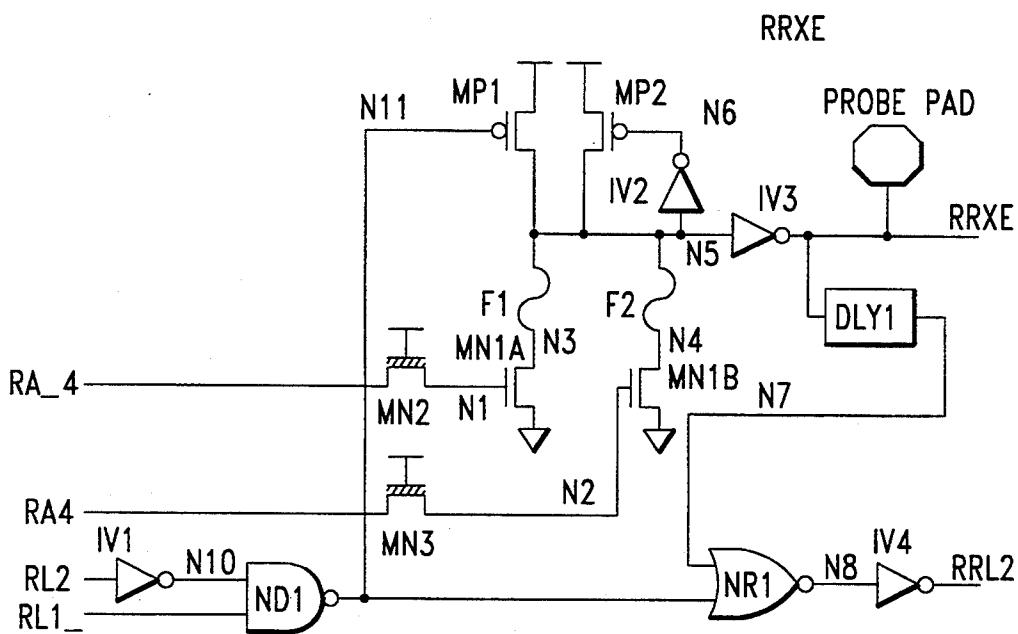 RRXE
MP1
MP2
PROBE PAD
N11
N6
IV2
IV3
RRXE
N5
F1
F2
DLY1
N3
N4
MN1A
MN1B
RA_4
MN2
N1
N7
RA4
MN3
N2
IV1
N10
IV4
RL2
ND1
NR1
N8
RRL2
RL1_